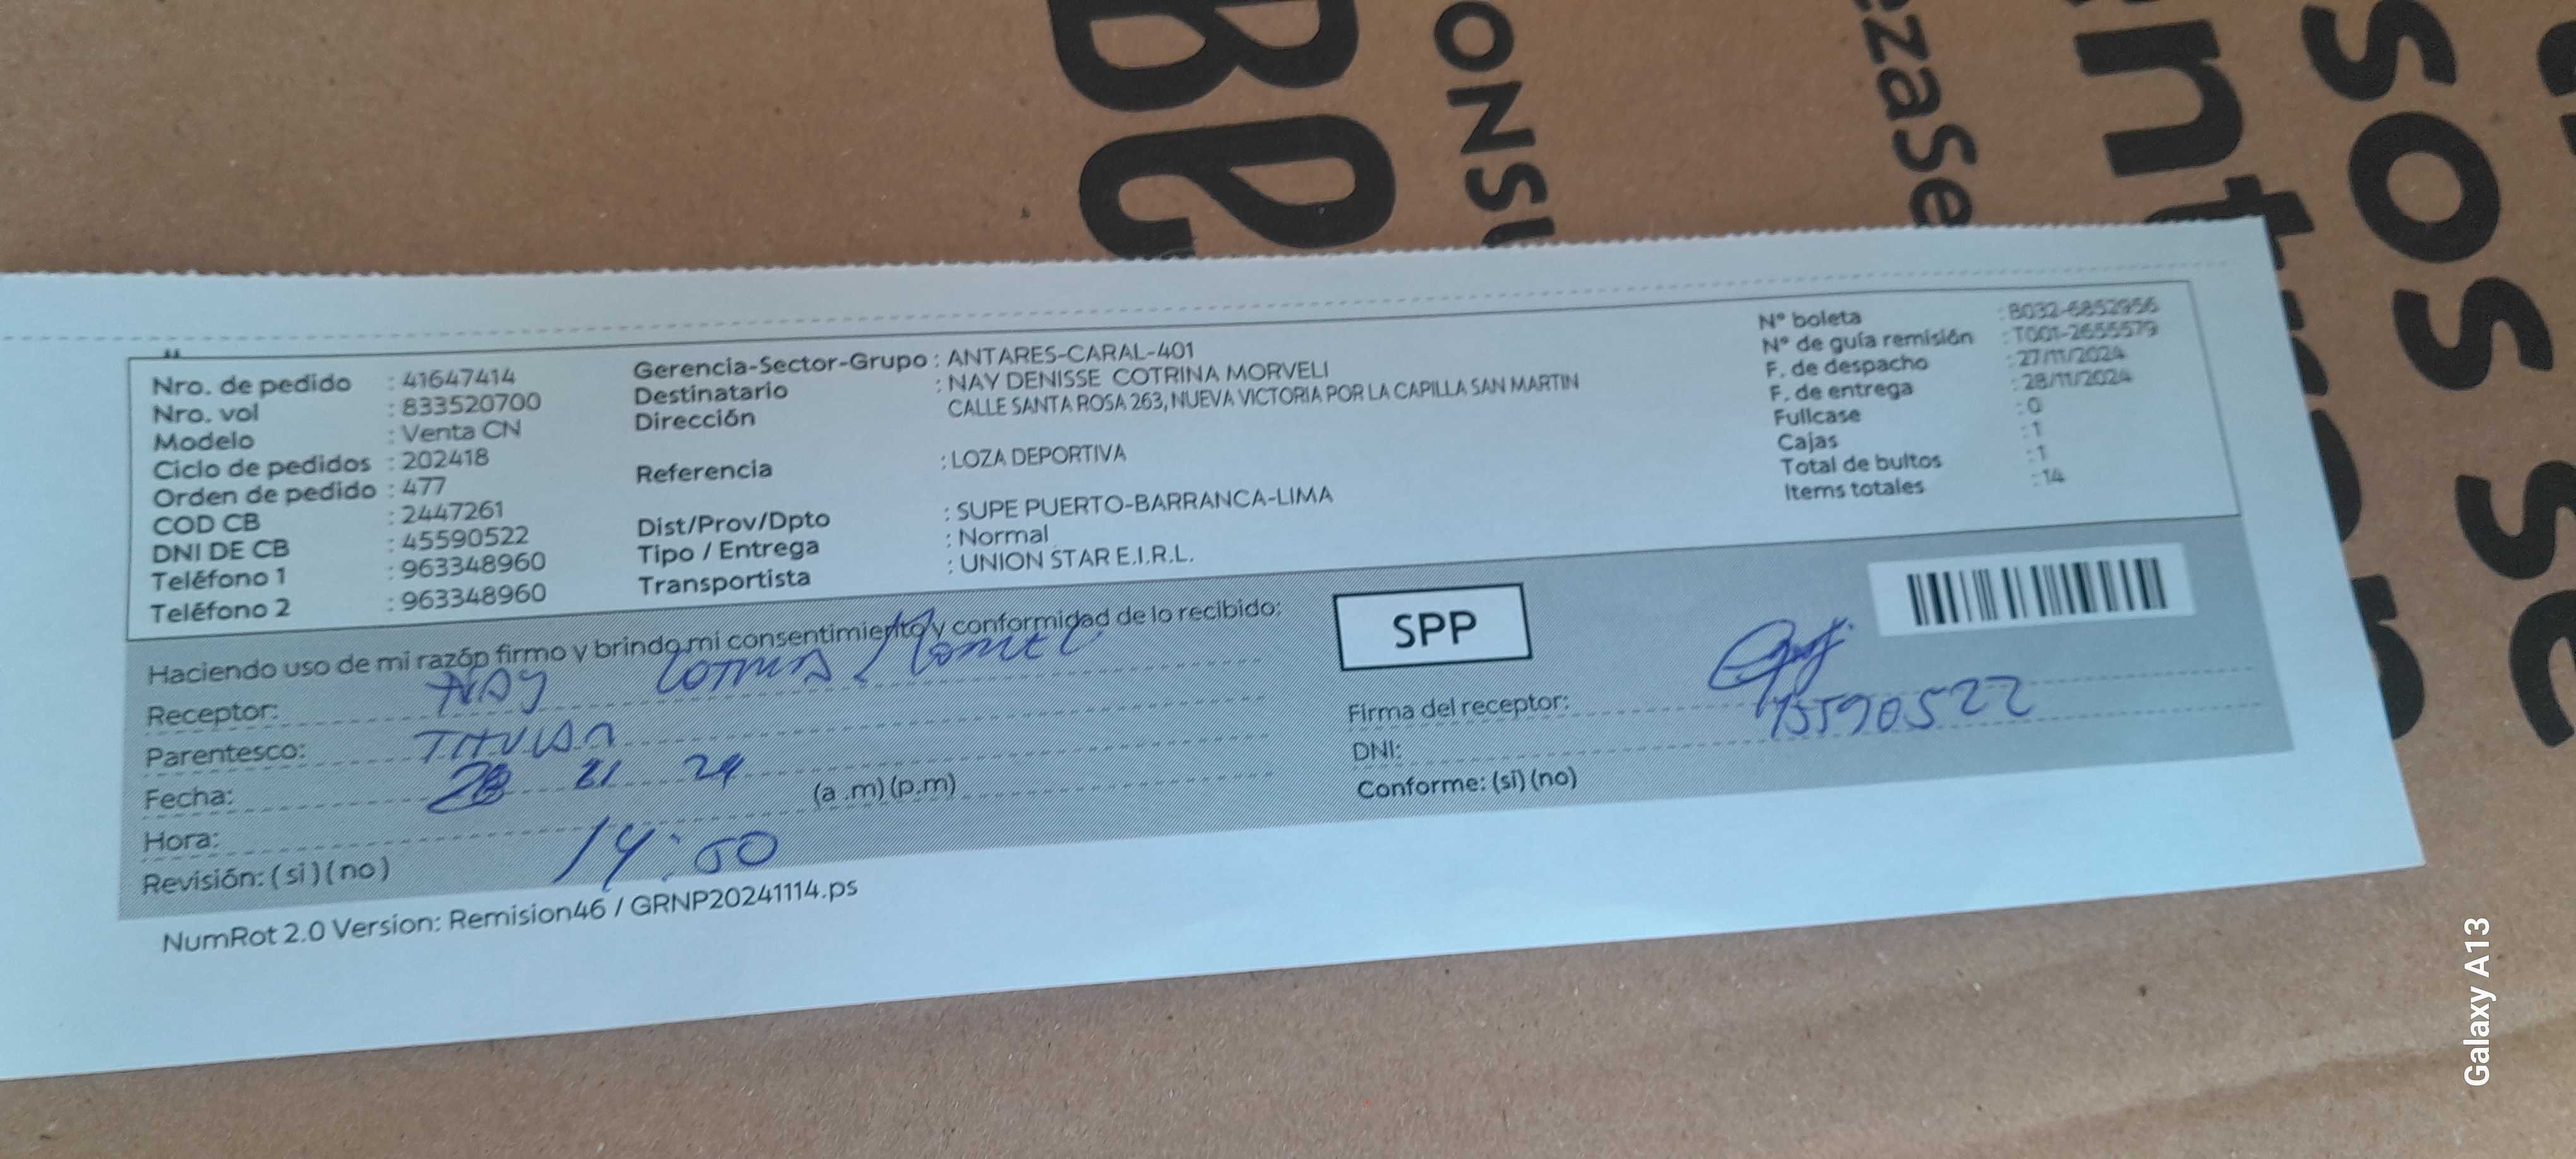 BE
ONSU
ezaSe
Nro. de pedido : 41647414
Nro. vol : 833520700
Modelo : Venta CN
Ciclo de pedidos : 202418
Orden de pedido : 477
COD CB : 2447261
DNI DE CB : 45590522
Teléfono 1 : 963348960
Teléfono 2 : 963348960
Gerencia-Sector-Grupo : ANTARES-CARAL-401
Destinatario : NAY DENISSE COTRINA MORVELI
Dirección CALLE SANTA ROSA 263, NUEVA VICTORIA POR LA CAPILLA SAN MARTIN
Referencia : LOZA DEPORTIVA
Dist/Prov/Dpto : SUPE PUERTO-BARRANCA-LIMA
Tipo / Entrega : Normal
Transportista : UNION STAR E.I.R.L.
N° boleta : B032-6852956
N° de guía remisión : T001-2655579
F. de despacho : 27/11/2024
F. de entrega : 28/11/2024
Fullcase : 0
Cajas : 1
Total de bultos : 1
Items totales : 14
Haciendo uso de mi razón firmo y brindo mi consentimiento y conformidad de lo recibido:
Receptor: NAY
Parentesco:
Fecha: 28 11 24
(a .m) (p.m)
Hora: 14:50
Revisión: ( si ) ( no )
SPP
Firma del receptor:
DNI: 45590522
Conforme: (si) (no)
NumRot 2.0 Version: Remision46 / GRNP20241114.ps
Galaxy A13